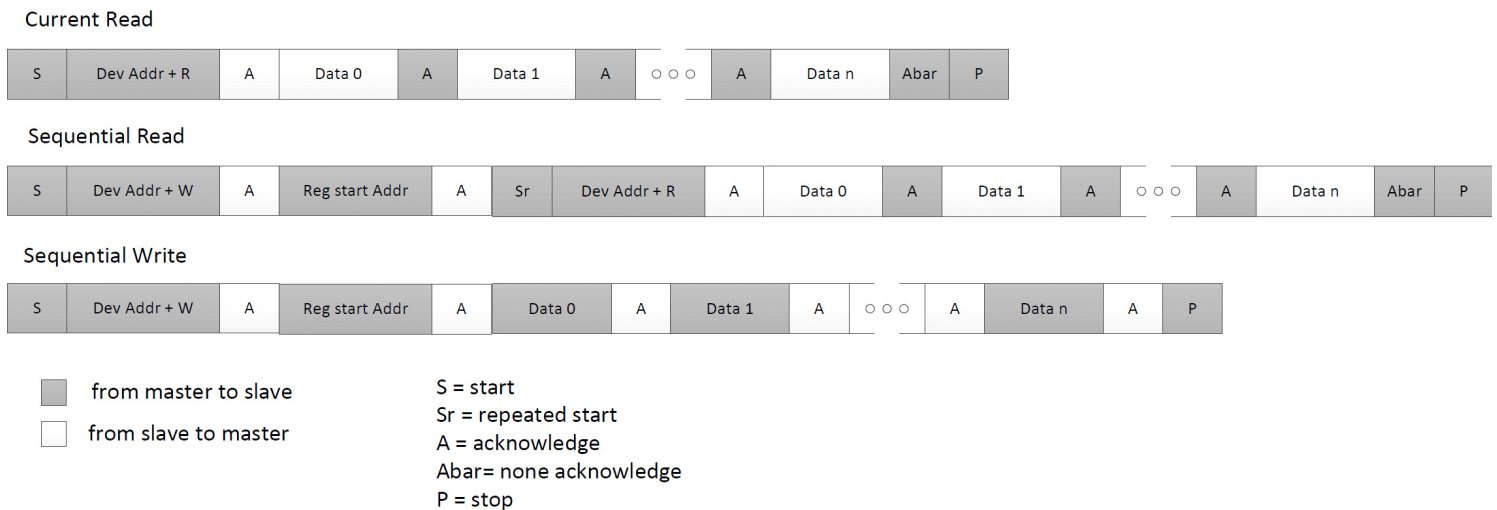 Current Read
S Dev Addr + R A Data 0 A Data 1 A A Data n Abar P
Sequential Read
S Dev Addr + W A Reg start Addr A Sr Dev Addr + R A Data 0 A Data 1 A A Data n Abar P
Sequential Write
S Dev Addr + W A Reg start Addr A Data 0 A Data 1 A A Data n A P
from master to slave
from slave to master
S = start
Sr = repeated start
A = acknowledge
Abar= none acknowledge
P = stop